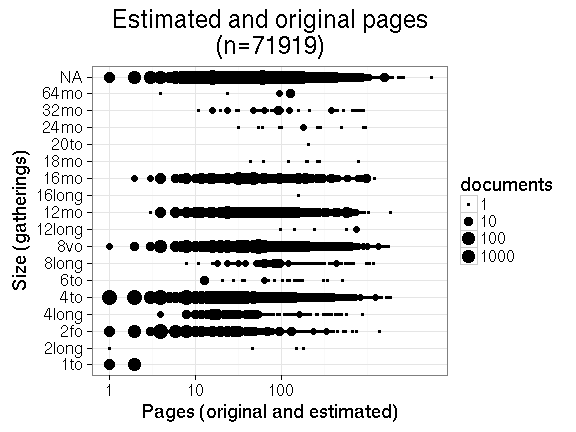 Estimated and original pages
(n=71919)
Size (gatherings)
NA
64mo
32mo
24mo
20to
18mo
16mo
16long
12mo
12long
8vo
8long
6to
4to
4long
2fo
2long
1to
1
10
100
Pages (original and estimated)
documents
1
10
100
1000